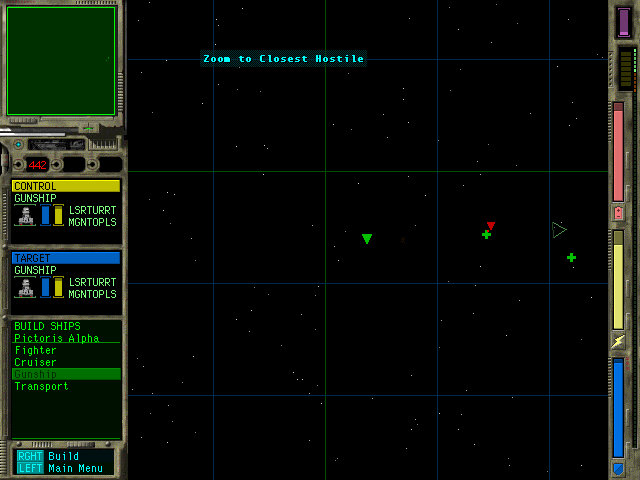 Zoom to Closest Hostile
442
CONTROL
GUNSHIP
LSRTURRT
MGNTOPLS
TARGET
GUNSHIP
LSRTURRT
MGNTOPLS
BUILD SHIPS
Pictoris Alpha
Fighter
Cruiser
Gunship
Transport
RGHT Build
LEFT Main Menu